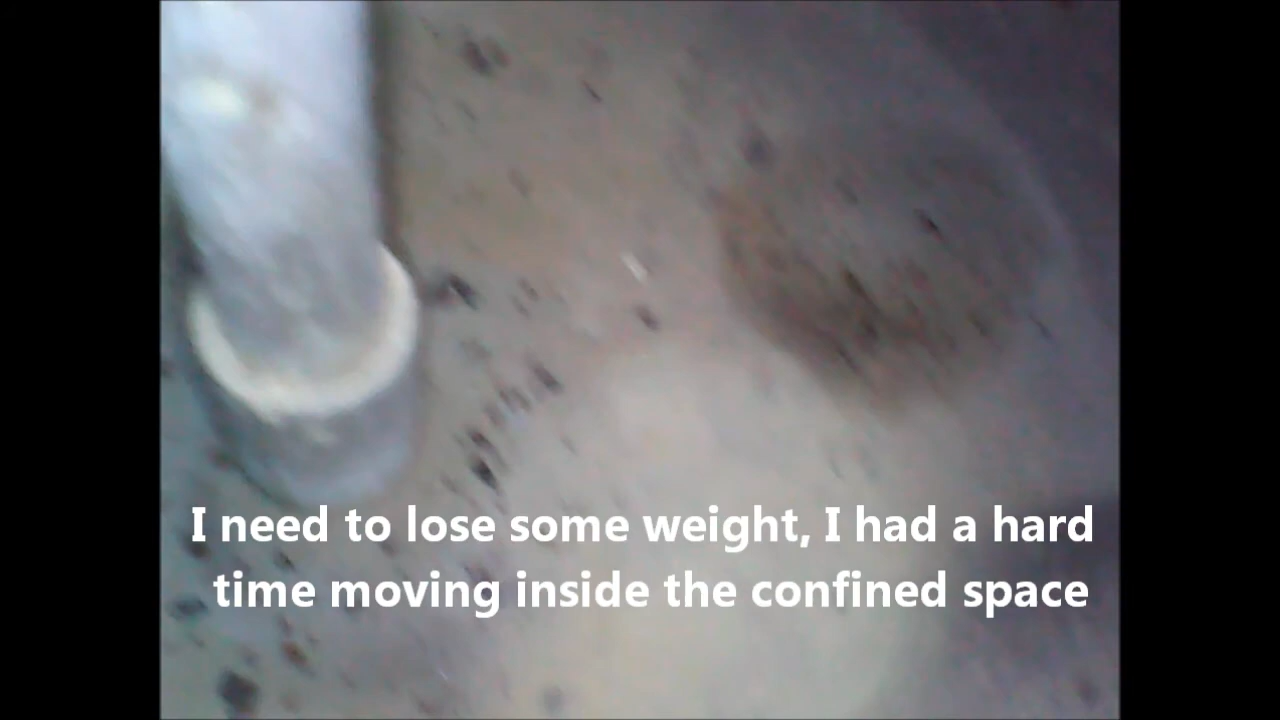 I need to lose some weight, I had a hard
time moving inside the confined space